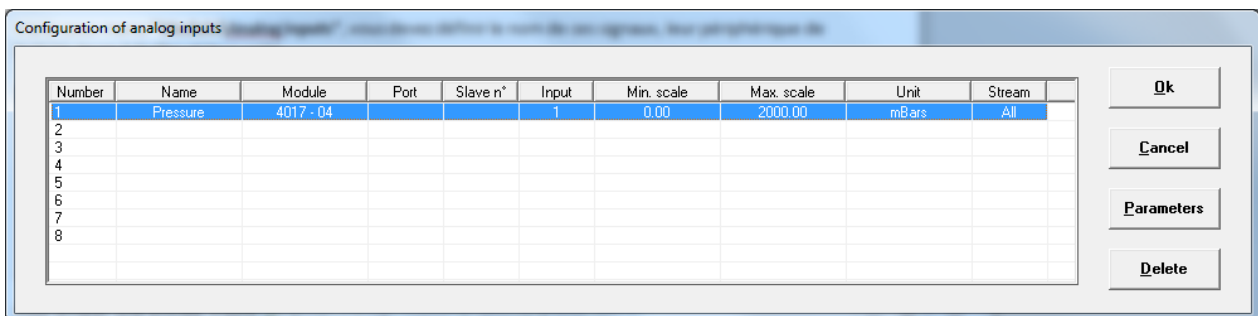 Configuration of analog inputs
Number Name Module Port Slave n° Input Min. scale Max. scale Unit Stream
1 Pressure 4017 - 04 1 0.00 2000.00 mBars All
2
3
4
5
6
7
8
Ok
Cancel
Parameters
Delete